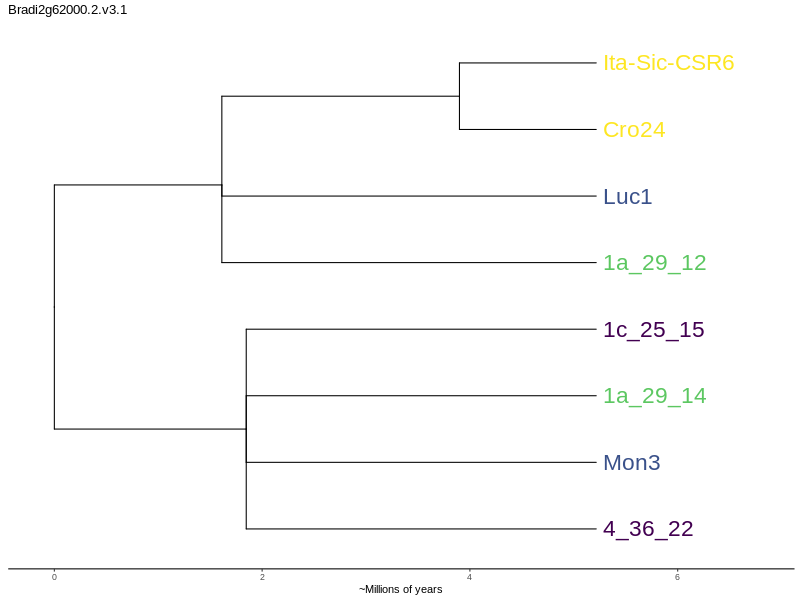 Bradi2g62000.2.v3.1
Ita-Sic-CSR6
Cro24
Luc1
1a_29_12
1c_25_15
1a_29_14
Mon3
4_36_22
0 2 4 6
~Millions of years